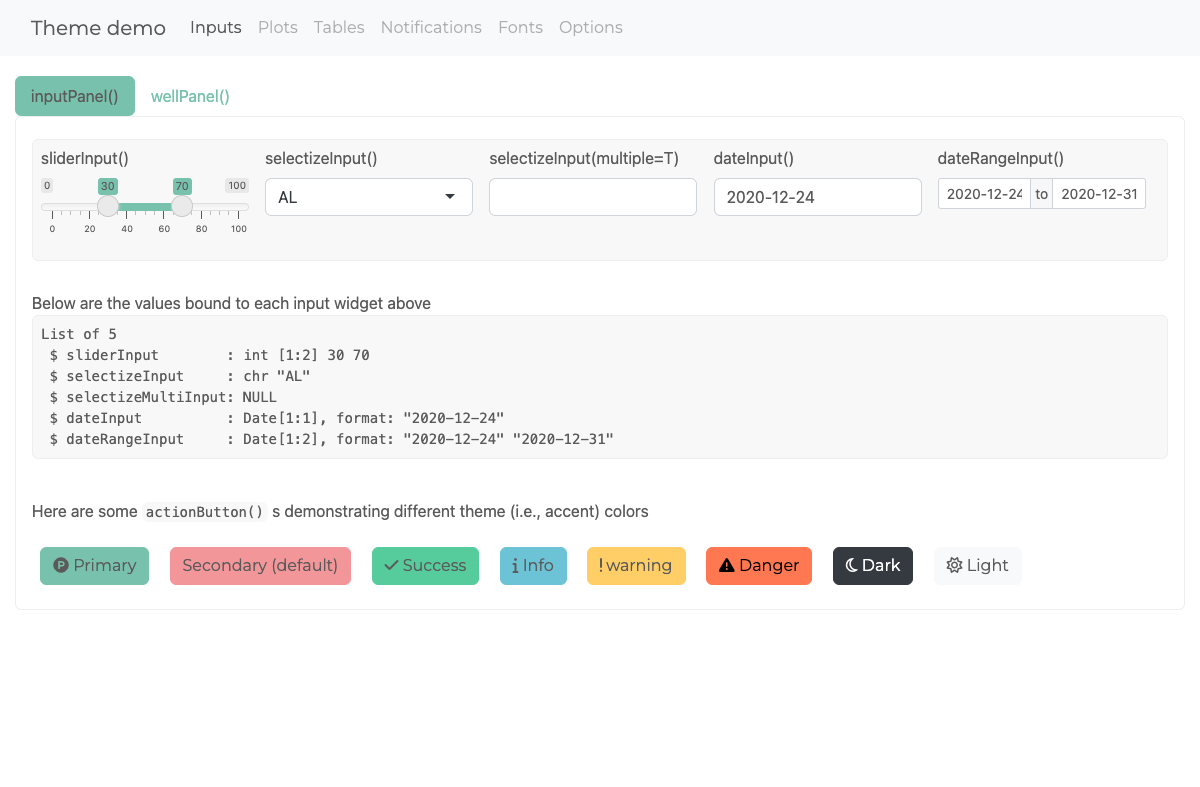 Theme demo Inputs Plots Tables Notifications Fonts Options
inputPanel() wellPanel()
sliderInput() selectizeInput() selectizeInput(multiple=T) dateInput() dateRangeInput()
0 30 70 100
AL 2020-12-24 2020-12-24 to 2020-12-31
0 20 40 60 80 100
Below are the values bound to each input widget above
List of 5
 $ sliderInput        : int [1:2] 30 70
 $ selectizeInput     : chr "AL"
 $ selectizeMultiInput: NULL
 $ dateInput          : Date[1:1], format: "2020-12-24"
 $ dateRangeInput     : Date[1:2], format: "2020-12-24" "2020-12-31"
Here are some actionButton() s demonstrating different theme (i.e., accent) colors
Primary Secondary (default) Success Info warning Danger Dark Light